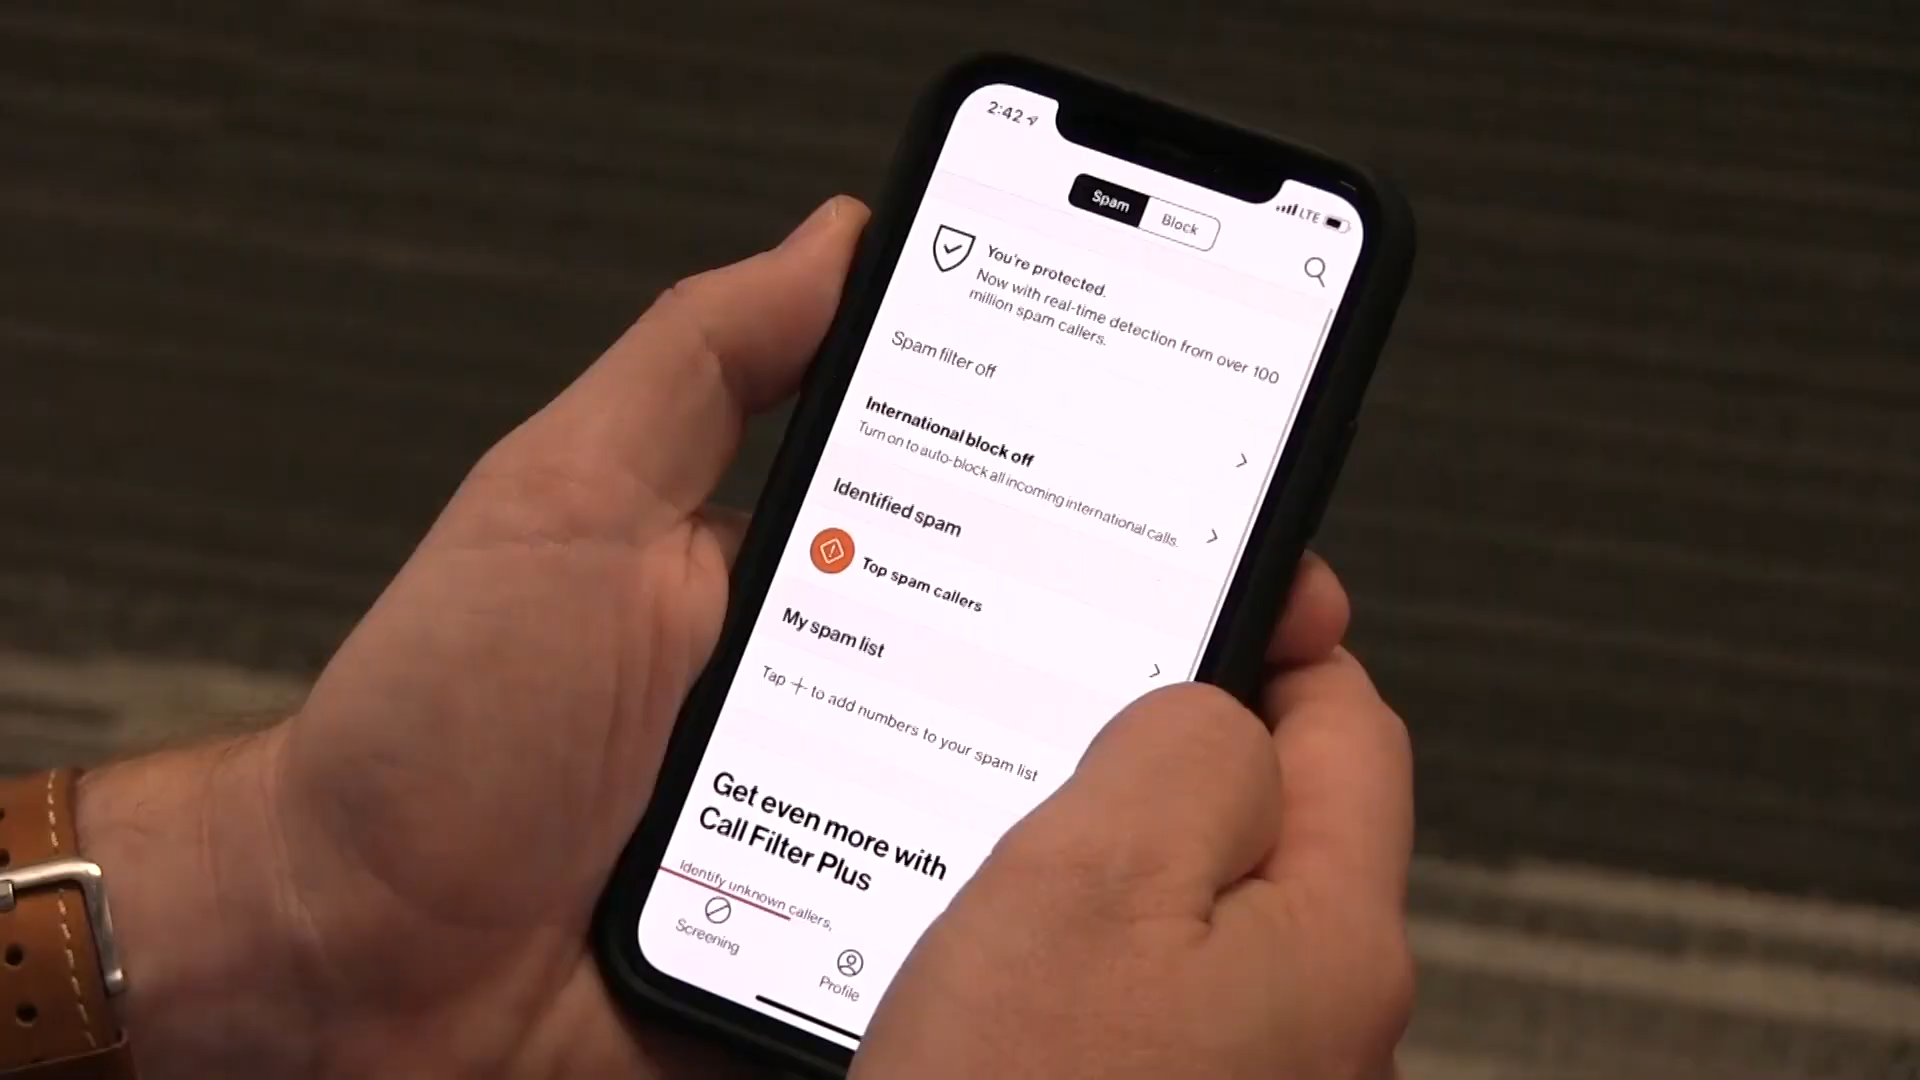 2:42
LTE
Spam
Block
You're protected.
Now with real-time detection from over 100
million spam callers.
Spam filter off
International block off
Turn on to auto-block all incoming international calls.
Identified spam
Top spam callers
My spam list
Tap + to add numbers to your spam list
Get even more with
Call Filter Plus
Identify unknown callers,
Screening
Profile